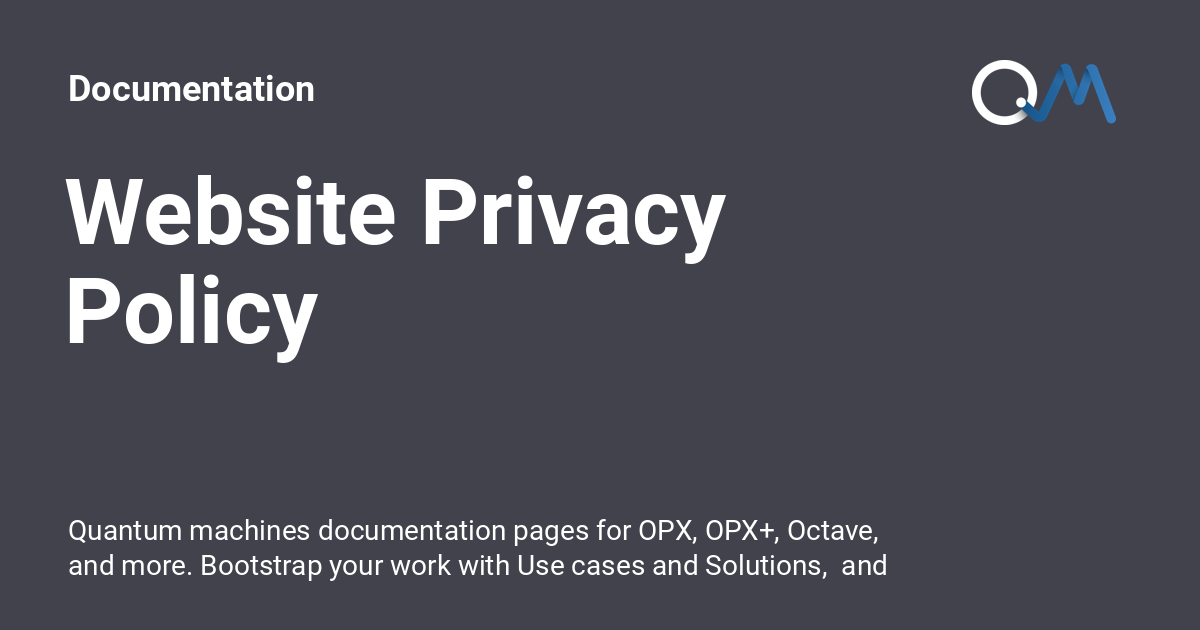 Documentation
QM
Website Privacy
Policy
Quantum machines documentation pages for OPX, OPX+, Octave,
and more. Bootstrap your work with Use cases and Solutions,  and